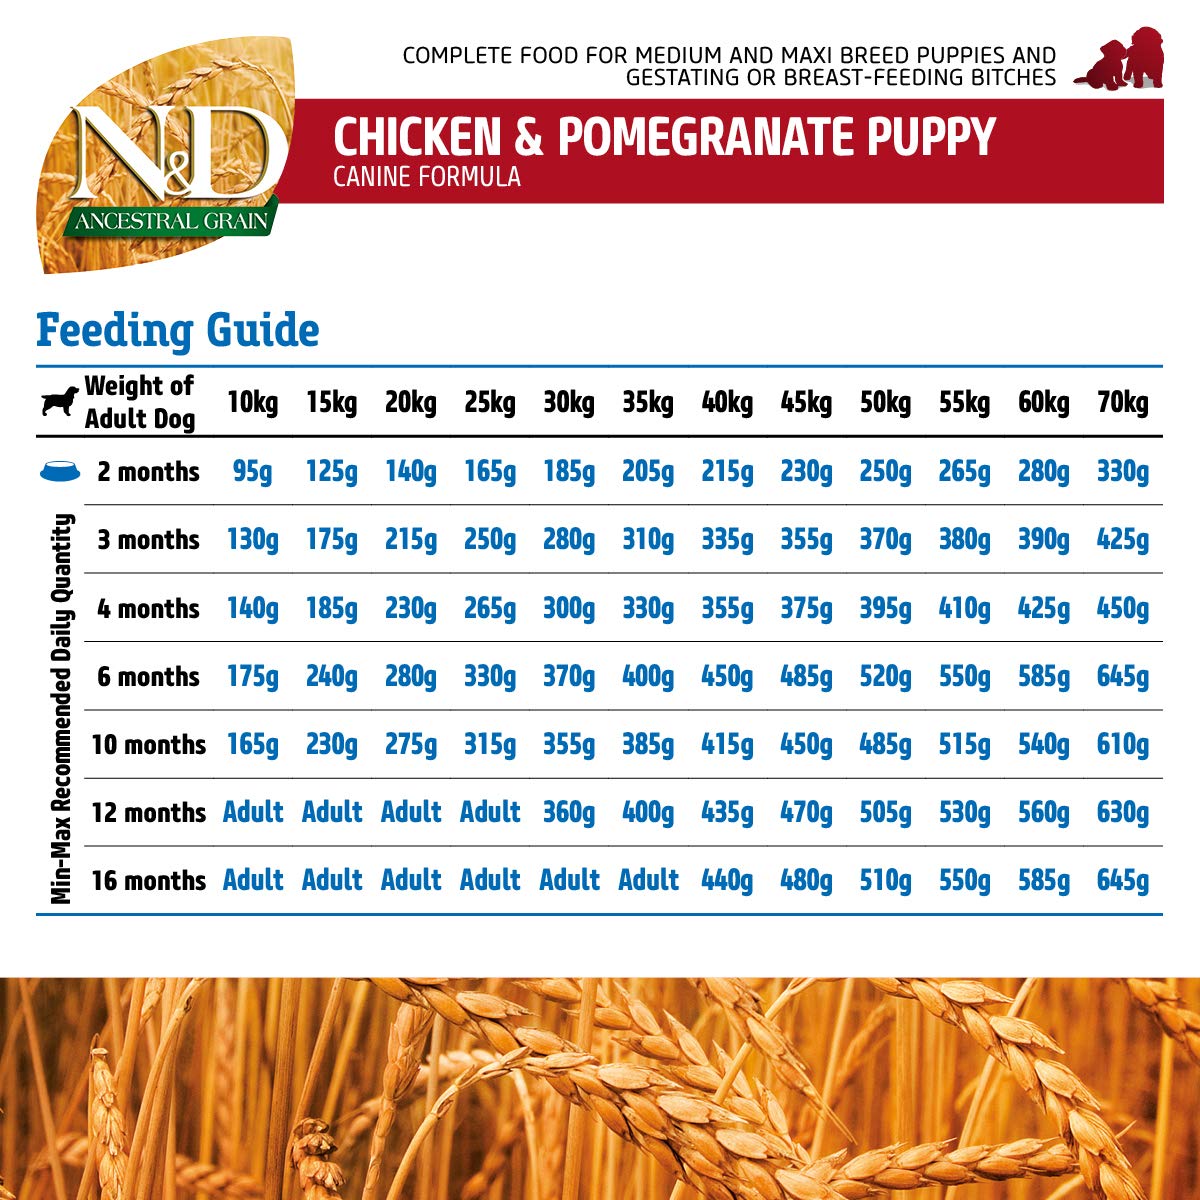 COMPLETE FOOD FOR MEDIUM AND MAXI BREED PUPPIES AND
GESTATING OR BREAST-FEEDING BITCHES
N&D
ANCESTRAL GRAIN
CHICKEN & POMEGRANATE PUPPY
CANINE FORMULA
Feeding Guide
Weight of
Adult Dog 10kg 15kg 20kg 25kg 30kg 35kg 40kg 45kg 50kg 55kg 60kg 70kg
Min-Max Recommended Daily Quantity
2 months 95g 125g 140g 165g 185g 205g 215g 230g 250g 265g 280g 330g
3 months 130g 175g 215g 250g 280g 310g 335g 355g 370g 380g 390g 425g
4 months 140g 185g 230g 265g 300g 330g 355g 375g 395g 410g 425g 450g
6 months 175g 240g 280g 330g 370g 400g 450g 485g 520g 550g 585g 645g
10 months 165g 230g 275g 315g 355g 385g 415g 450g 485g 515g 540g 610g
12 months Adult Adult Adult Adult 360g 400g 435g 470g 505g 530g 560g 630g
16 months Adult Adult Adult Adult Adult Adult 440g 480g 510g 550g 585g 645g